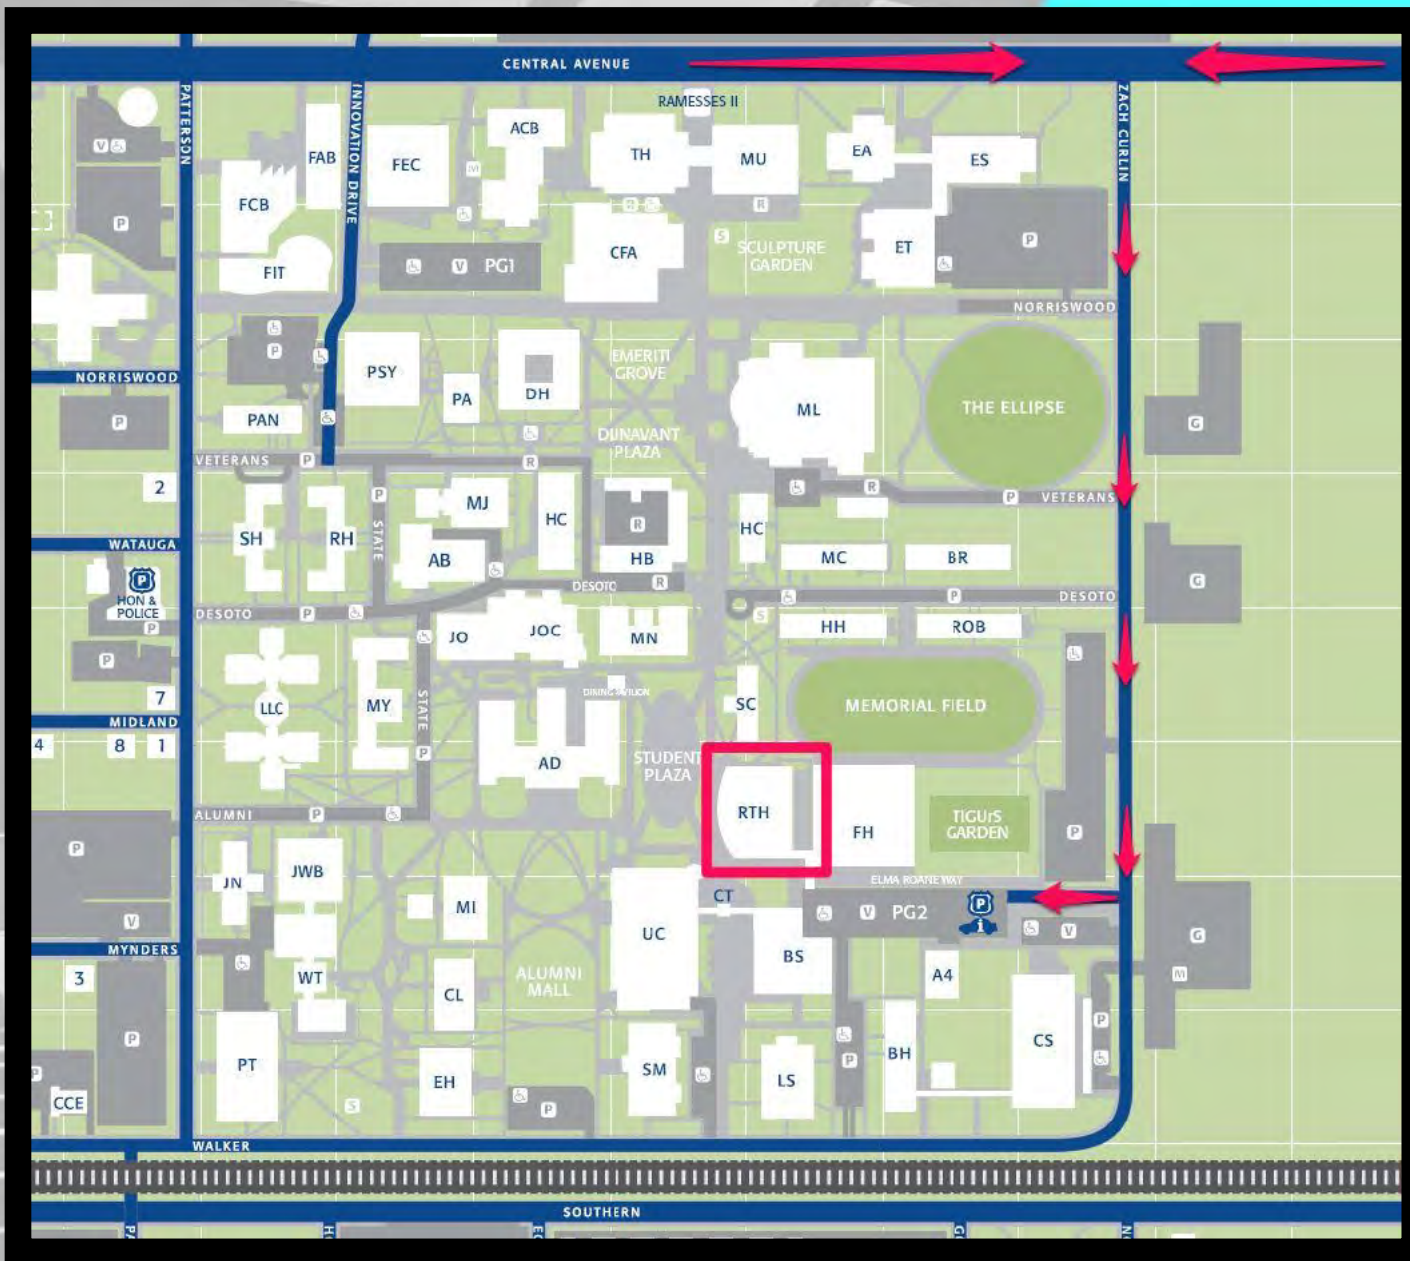 CENTRAL AVENUE
PATTERSON
INNOVATION DRIVE
ZACH CURLIN
RAMESSES II
FAB
FEC
ACB
TH
MU
EA
ES
V
M
FCB
P
R
R
S
SCULPTURE
GARDEN
CFA
ET
P
FIT
V
PG1
NORRISWOOD
P
NORRISWOOD
PSY
PA
DH
EMERITI
GROVE
ML
THE ELLIPSE
G
P
PAN
DUNAVANT
PLAZA
VETERANS
P
R
R
P
VETERANS
2
P
STATE
MJ
HC
R
HC
SH
RH
AB
HB
MC
BR
WATAUGA
G
P
HON &
POLICE
P
DESOTO
P
DESOTO
R
P
DESOTO
S
JO
JOC
MN
HH
ROB
P
7
LLC
MY
STATE
DINING PAVILION
SC
MEMORIAL FIELD
MIDLAND
4
8
1
P
AD
STUDENT
PLAZA
RTH
FH
TIGUrS
GARDEN
P
ALUMNI
P
P
JWB
JN
MI
UC
CT
ELMA ROANE WAY
V
PG2
P
i
V
G
V
MYNDERS
3
WT
CL
ALUMNI
MALL
BS
A4
M
P
PT
EH
SM
LS
P
BH
CS
P
P
CCE
S
P
WALKER
SOUTHERN
PA
H
G
NO